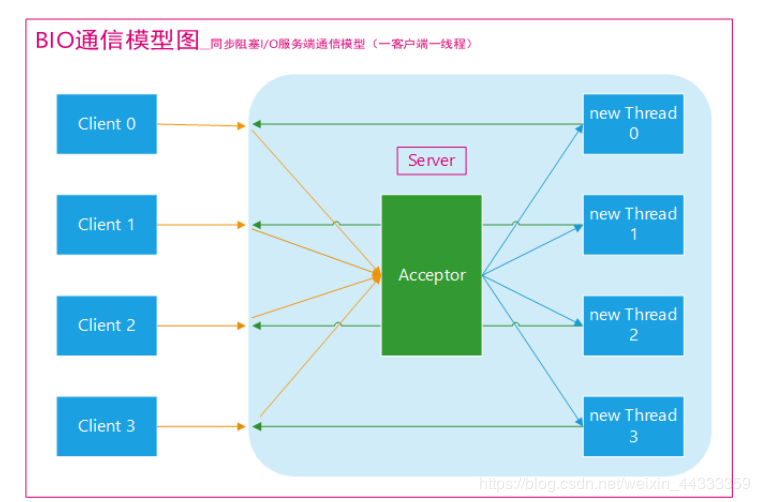 BIO通信模型图_同步阻塞I/O服务端通信模型（一客户端一线程）
Client 0
new Thread
0
Server
Client 1
new Thread
1
Acceptor
Client 2
new Thread
2
Client 3
new Thread
3
https://blog.csdn.net/weixin_44333359